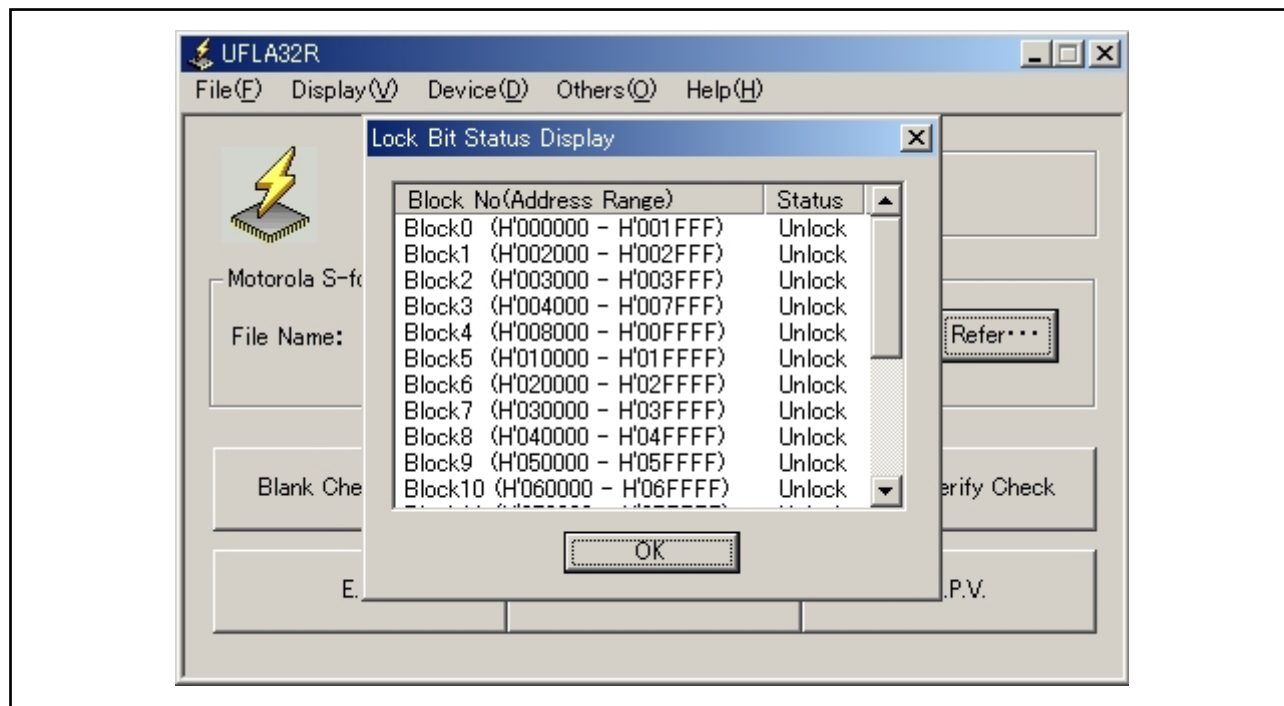 UFLA32R
File(F) Display(V) Device(D) Others(O) Help(H)
Lock Bit Status Display
Block No(Address Range) Status
Block0 (H'000000 - H'001FFF) Unlock
Block1 (H'002000 - H'002FFF) Unlock
Block2 (H'003000 - H'003FFF) Unlock
Block3 (H'004000 - H'007FFF) Unlock
Block4 (H'008000 - H'00FFFF) Unlock
Block5 (H'010000 - H'01FFFF) Unlock
Block6 (H'020000 - H'02FFFF) Unlock
Block7 (H'030000 - H'03FFFF) Unlock
Block8 (H'040000 - H'04FFFF) Unlock
Block9 (H'050000 - H'05FFFF) Unlock
Block10 (H'060000 - H'06FFFF) Unlock
OK
Motorola S-fo
File Name: Refer･･･
Blank Che erify Check
E. .P.V.